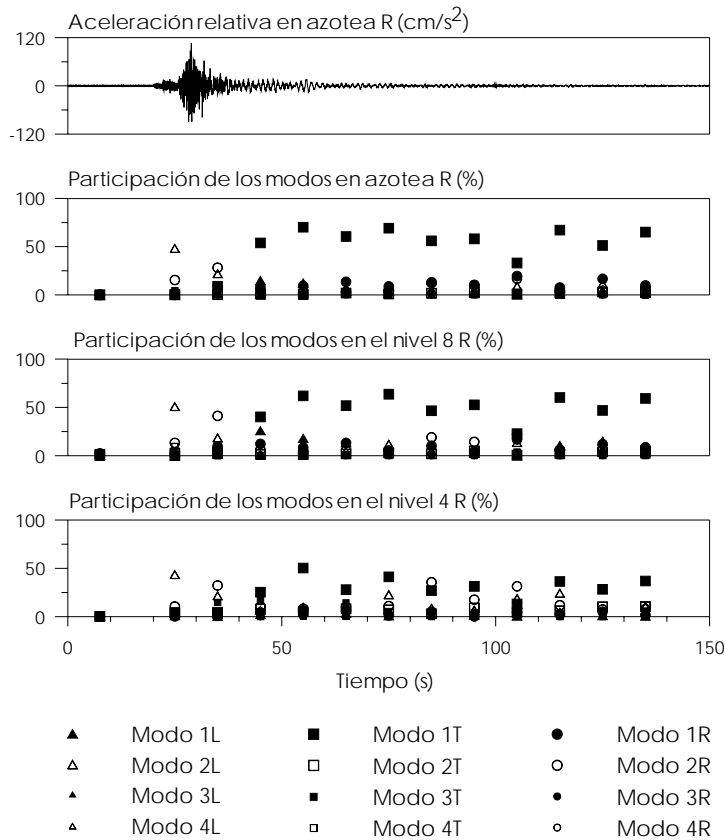 Aceleración relativa en azotea R (cm/s²)
120
0
-120
Participación de los modos en azotea R (%)
100
50
0
Participación de los modos en el nivel 8 R (%)
100
50
0
Participación de los modos en el nivel 4 R (%)
100
50
0
0 50 100 150
Tiempo (s)
Modo 1L Modo 1T Modo 1R
Modo 2L Modo 2T Modo 2R
Modo 3L Modo 3T Modo 3R
Modo 4L Modo 4T Modo 4R